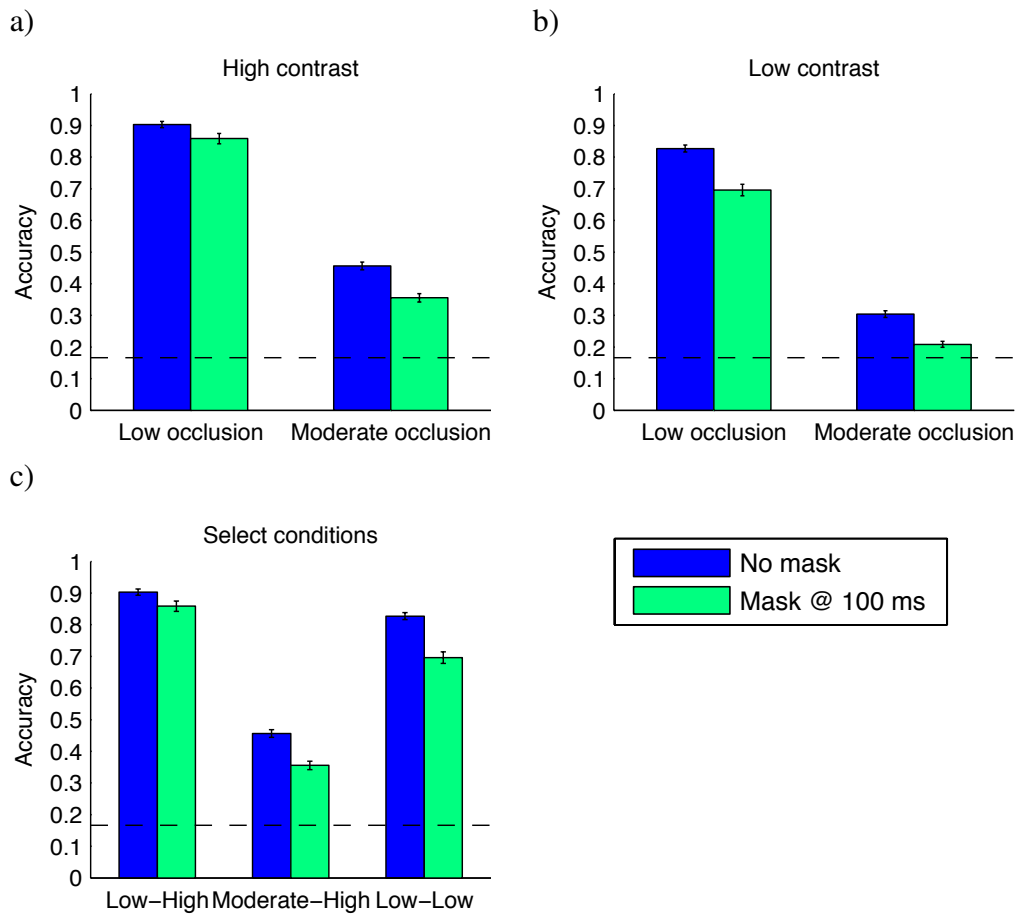 a)
High contrast
Accuracy
1
0.9
0.8
0.7
0.6
0.5
0.4
0.3
0.2
0.1
0
Low occlusion Moderate occlusion
b)
Low contrast
Accuracy
1
0.9
0.8
0.7
0.6
0.5
0.4
0.3
0.2
0.1
0
Low occlusion Moderate occlusion
c)
Select conditions
Accuracy
1
0.9
0.8
0.7
0.6
0.5
0.4
0.3
0.2
0.1
0
Low−High Moderate−High Low−Low
No mask
Mask @ 100 ms